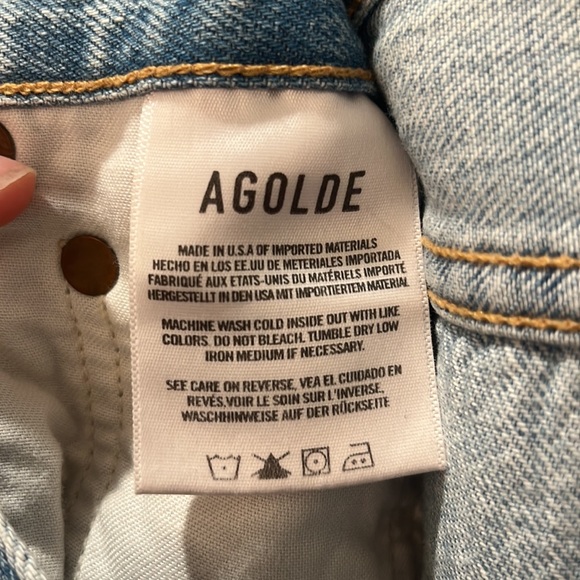 AGOLDE
MADE IN U.S.A OF IMPORTED MATERIALS
HECHO EN LOS EE.UU DE METERIALES IMPORTADA
FABRIQUÉ AUX ETATS-UNIS DU MATÉRIELS IMPORTÉ
HERGESTELLT IN DEN USA MIT IMPORTIERTEM MATERIAL
MACHINE WASH COLD INSIDE OUT WITH LIKE
COLORS. DO NOT BLEACH. TUMBLE DRY LOW
IRON MEDIUM IF NECESSARY.
SEE CARE ON REVERSE, VEA EL CUIDADO EN
REVÉS,VOIR LE SOIN SUR L'INVERSE,
WASCHHINWEISE AUF DER RÜCKSEITE